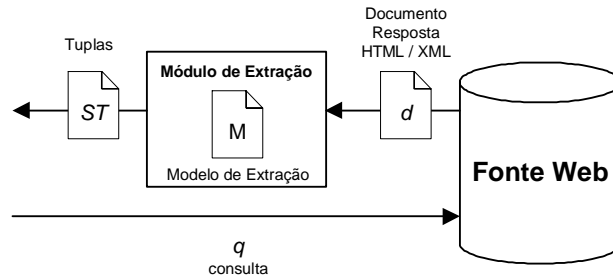 Documento
Resposta
HTML / XML
Tuplas
Módulo de Extração
ST
M
d
Fonte Web
Modelo de Extração
q
consulta